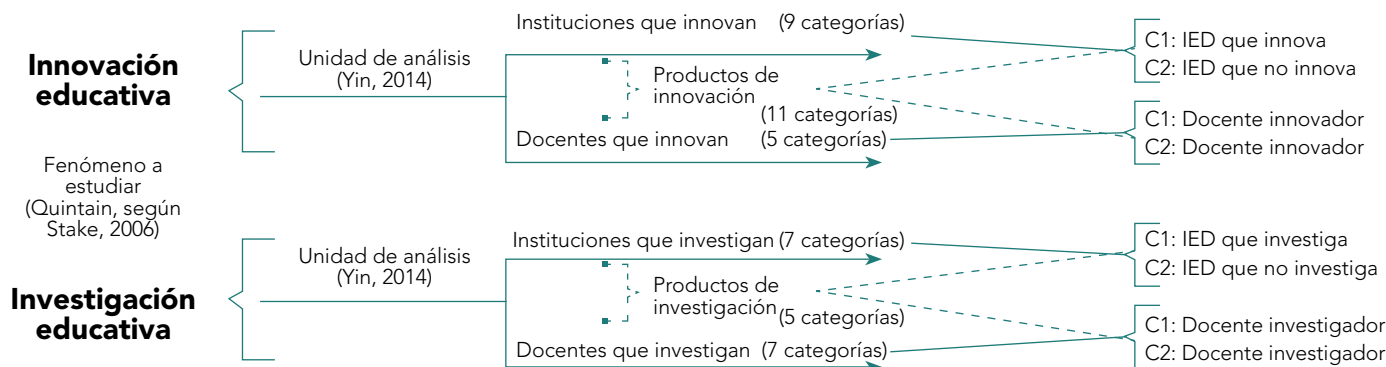 Innovación
educativa
Unidad de análisis
(Yin, 2014)
Instituciones que innovan (9 categorías)
Productos de
innovación
(11 categorías)
Docentes que innovan (5 categorías)
C1: IED que innova
C2: IED que no innova
C1: Docente innovador
C2: Docente innovador
Fenómeno a
estudiar
(Quintain, según
Stake, 2006)
Investigación
educativa
Unidad de análisis
(Yin, 2014)
Instituciones que investigan (7 categorías)
Productos de
investigación
(5 categorías)
Docentes que investigan (7 categorías)
C1: IED que investiga
C2: IED que no investiga
C1: Docente investigador
C2: Docente investigador